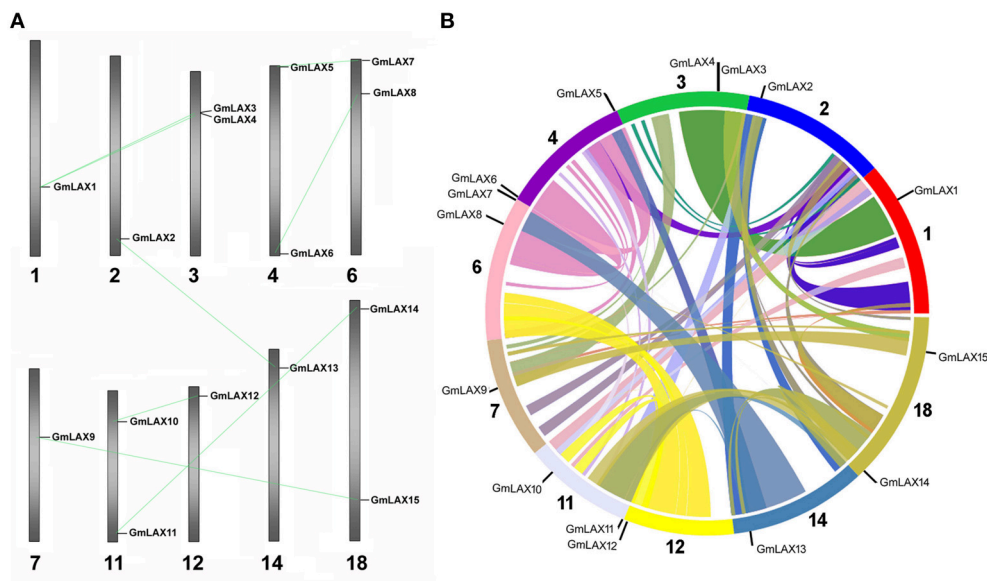 A
GmLAX7
GmLAX5
GmLAX8
GmLAX3
GmLAX4
GmLAX1
GmLAX2
GmLAX6
1
2
3
4
6
GmLAX14
GmLAX13
GmLAX12
GmLAX10
GmLAX9
GmLAX15
GmLAX11
7
11
12
14
18
B
GmLAX4
GmLAX3
3
GmLAX2
GmLAX5
2
4
GmLAX6
GmLAX7
GmLAX1
GmLAX8
1
6
GmLAX15
GmLAX9
7
18
GmLAX10
GmLAX14
11
14
GmLAX11
GmLAX12
12
GmLAX13